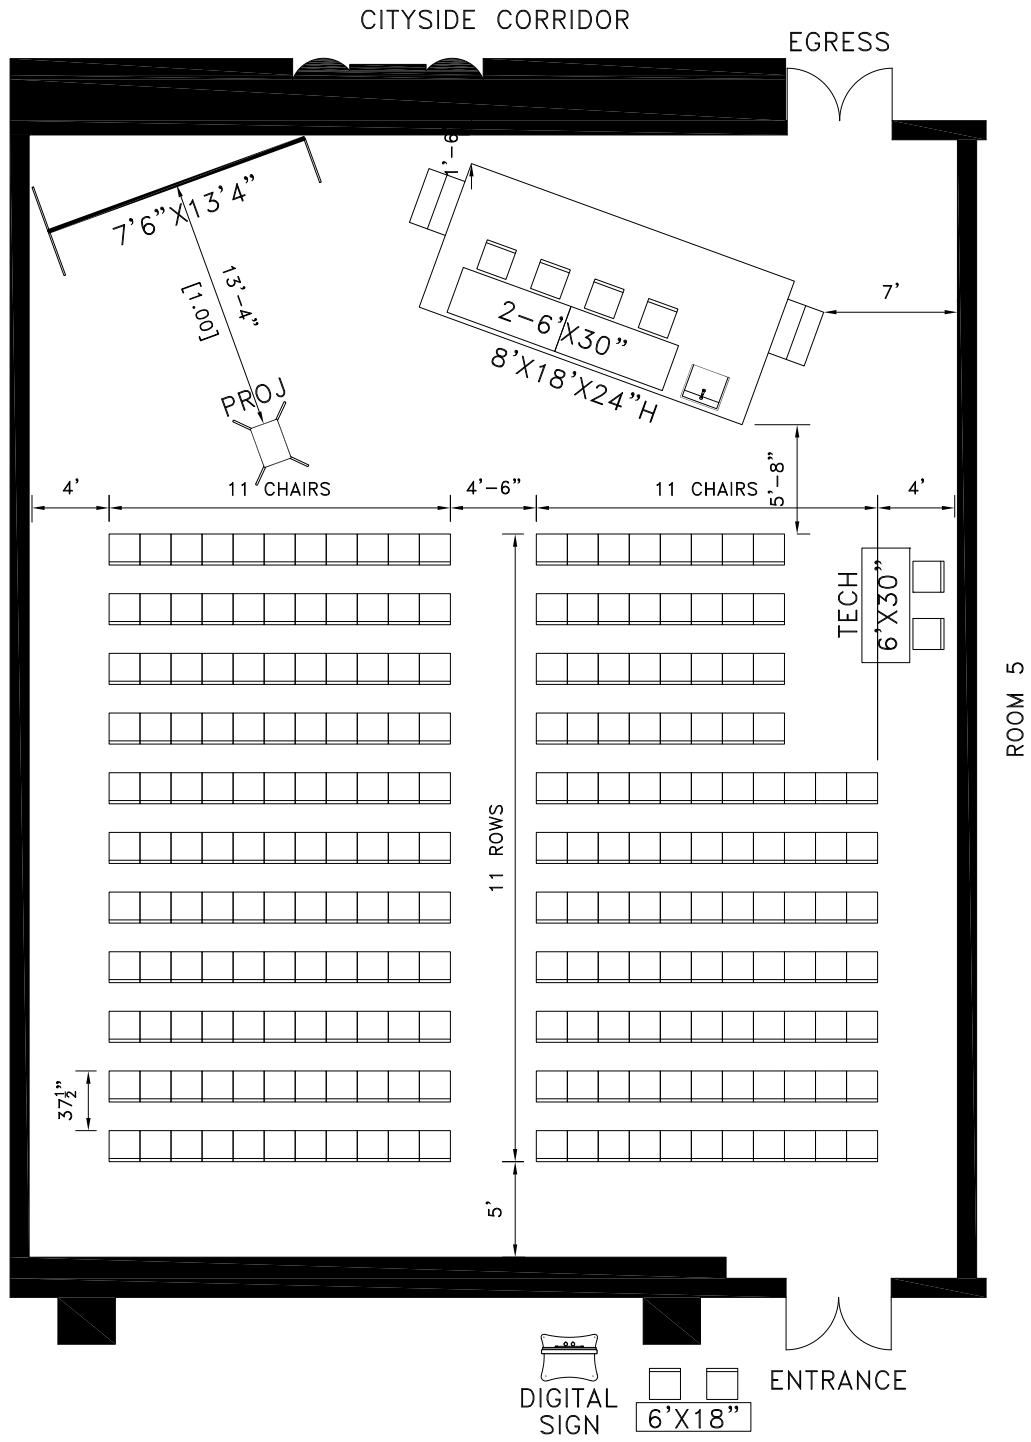 CITYSIDE CORRIDOR
EGRESS
1'-6
7'6"X13'4"
13'-4"
[1.00]
PROJ
2-6'X30"
8'X18'X24"H
7'
5'-8"
4'
11 CHAIRS
4'-6"
11 CHAIRS
4'
TECH
6'X30"
ROOM 5
11 ROWS
37½"
5'
ENTRANCE
DIGITAL
SIGN
6'X18"